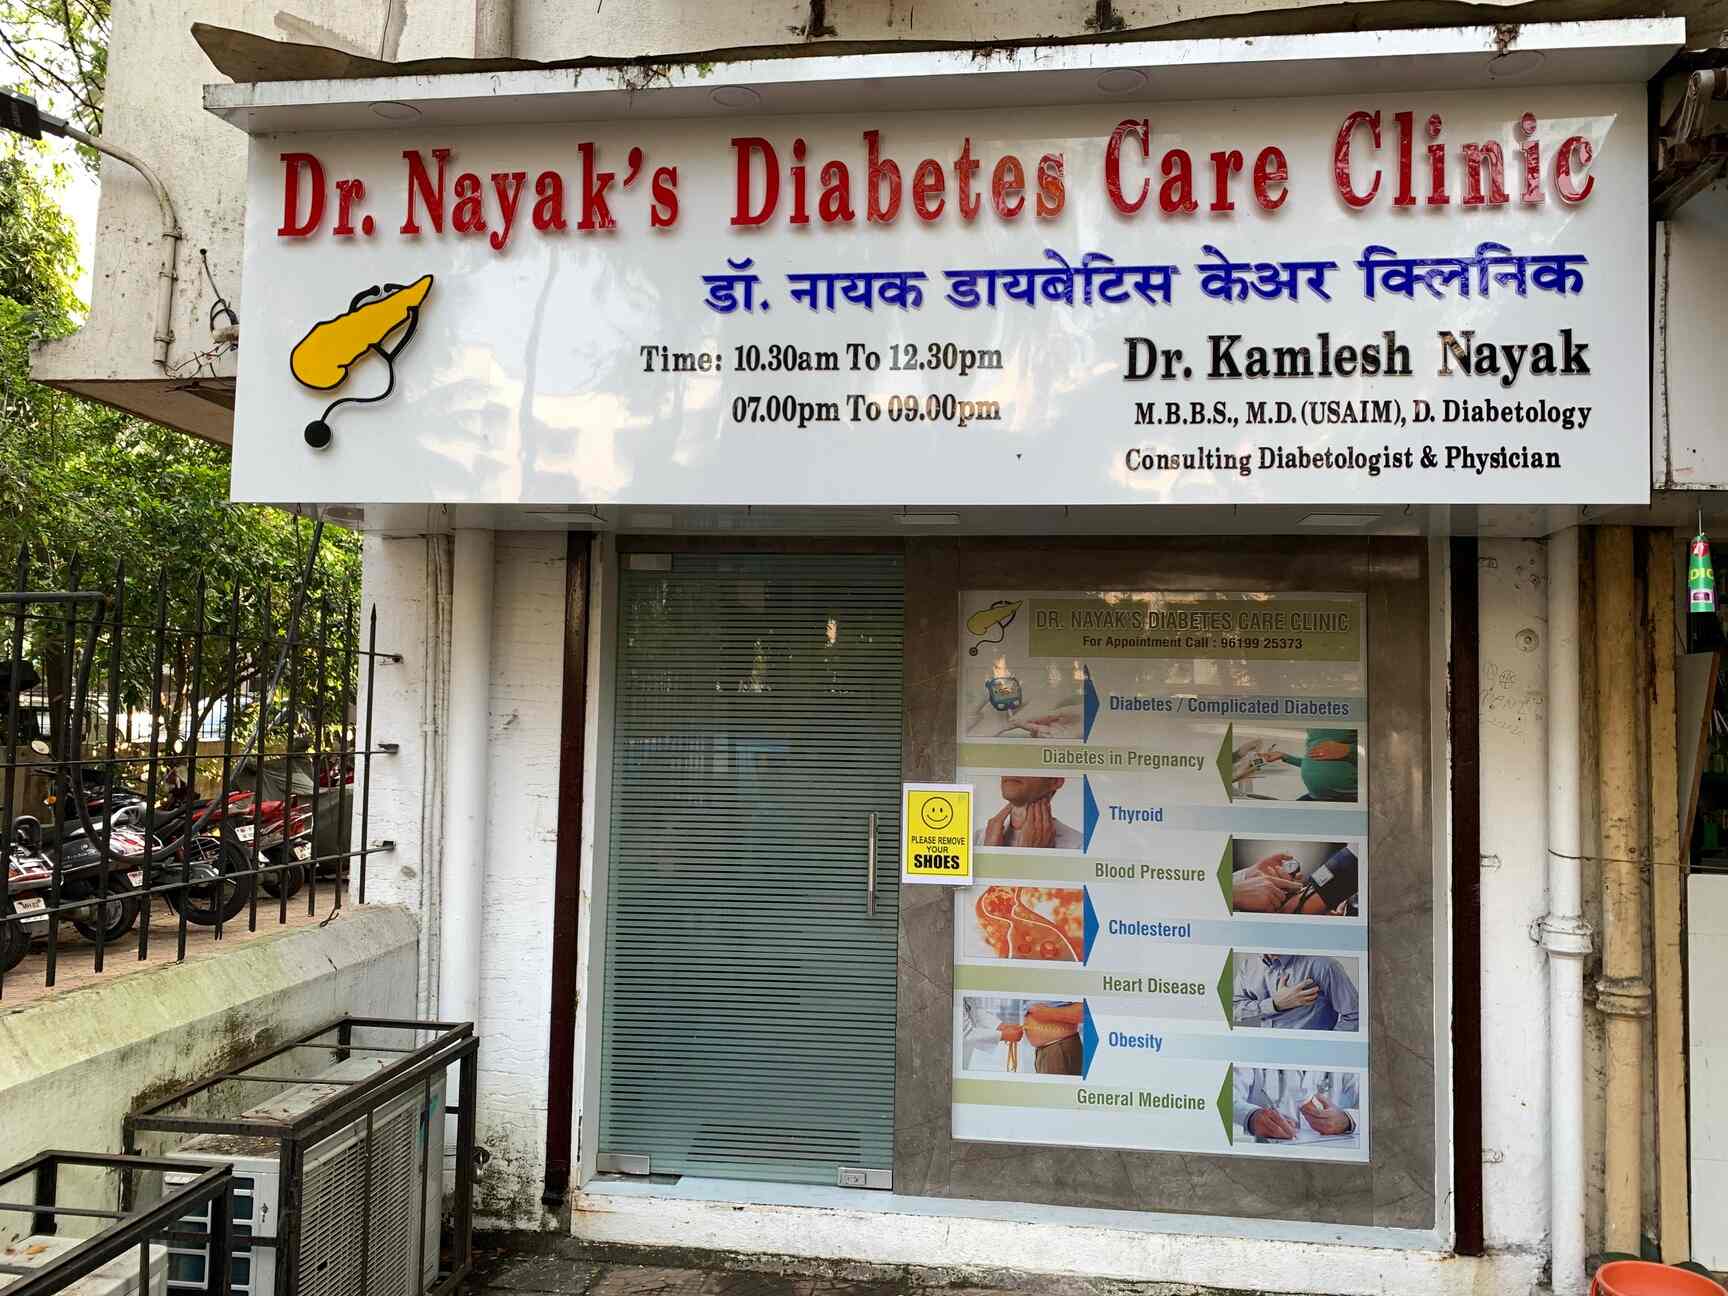 Dr. Nayak's Diabetes Care Clinic
डॉ. नायक डायबेटिस केअर क्लिनिक
Time: 10.30am To 12.30pm
07.00pm To 09.00pm
Dr. Kamlesh Nayak
M.B.B.S., M.D. (USAIM), D. Diabetology
Consulting Diabetologist & Physician
DR. NAYAK'S DIABETES CARE CLINIC
For Appointment Call : 96199 25373
Diabetes / Complicated Diabetes
Diabetes in Pregnancy
Thyroid
Blood Pressure
Cholesterol
Heart Disease
Obesity
General Medicine
PLEASE REMOVE
YOUR
SHOES